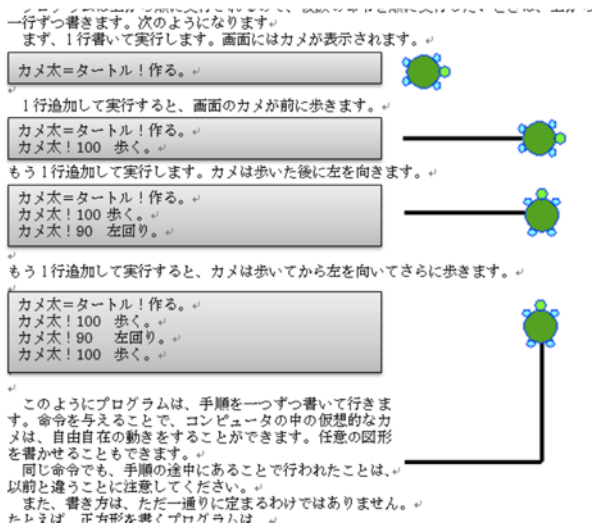 一行ずつ書きます。次のようになります
まず、1行書いて実行します。画面にはカメが表示されます。
カメ太=タートル!作る。
1行追加して実行すると、画面のカメが前に歩きます。
カメ太=タートル!作る。
カメ太!100 歩く。
もう1行追加して実行します。カメは歩いた後に左を向きます。
カメ太=タートル!作る。
カメ太!100 歩く。
カメ太!90 左回り。
もう1行追加して実行すると、カメは歩いてから左を向いてさらに歩きます。
カメ太=タートル!作る。
カメ太!100 歩く。
カメ太!90 左回り。
カメ太!100 歩く。
このようにプログラムは、手順を一つずつ書いて行きま
す。命令を与えることで、コンピュータの中の仮想的なカ
メは、自由自在の動きをすることができます。任意の図形
を書かせることもできます。
同じ命令でも、手順の途中にあることで行われたことは、
以前と違うことに注意してください。
また、書き方は、ただ一通りに定まるわけではありません。
たとえば、正方形を書くプログラムは、